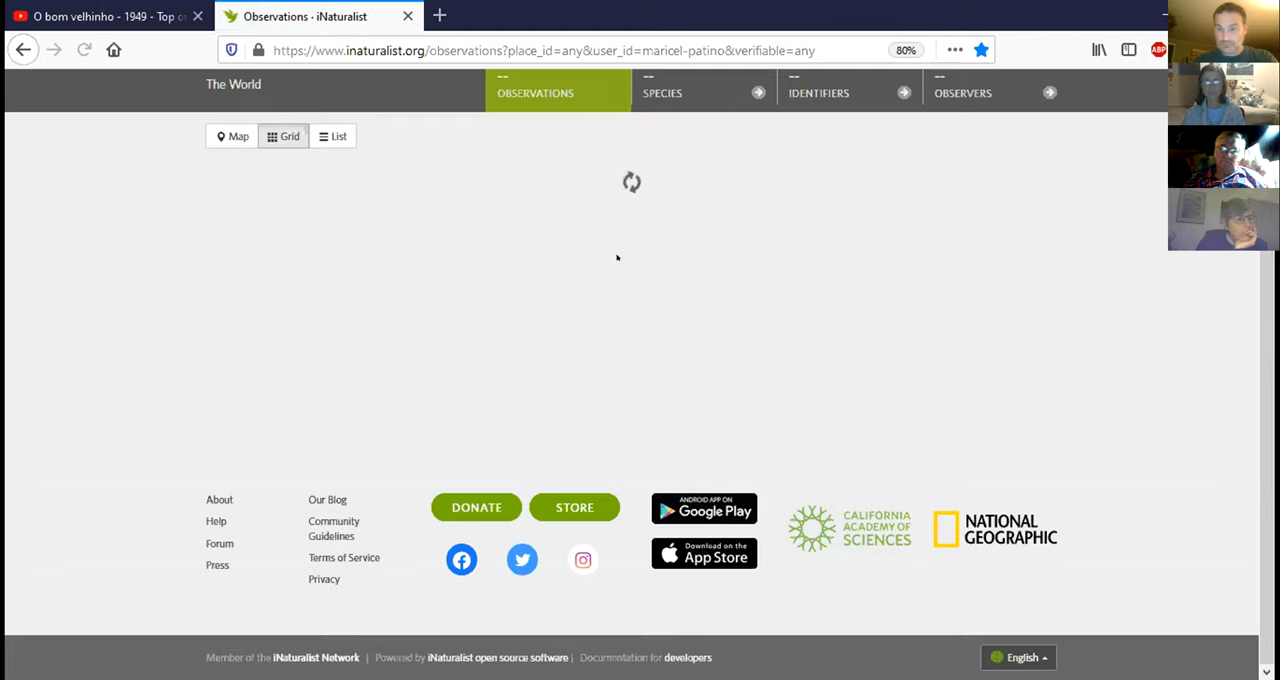 O bom velhinho - 1949 - Top o
Observations · iNaturalist
https://www.inaturalist.org/observations?place_id=any&user_id=maricel-patino&verifiable=any
80%
ABP
The World
--
OBSERVATIONS
--
SPECIES
--
IDENTIFIERS
--
OBSERVERS
Map
Grid
List
About
Help
Forum
Press
Our Blog
Community
Guidelines
Terms of Service
Privacy
DONATE
STORE
ANDROID APP ON
Google Play
Download on the
App Store
CALIFORNIA
ACADEMY OF
SCIENCES
NATIONAL
GEOGRAPHIC
Member of the iNaturalist Network | Powered by iNaturalist open source software | Documentation for developers
English